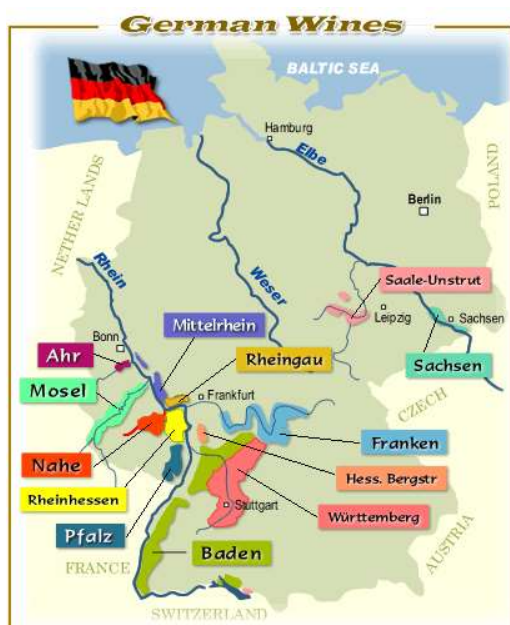 German Wines
BALTIC SEA
Hamburg
Elbe
POLAND
NETHER LANDS
Berlin
Rhein
Weser
Saale-Unstrut
Leipzig
Sachsen
Bonn
Mittelrhein
Sachsen
Ahr
Rheingau
Mosel
Frankfurt
CZECH
Franken
Nahe
Hess. Bergstr
Rheinhessen
Stuttgart
Württemberg
Pfalz
Baden
AUSTRIA
FRANCE
SWITZERLAND